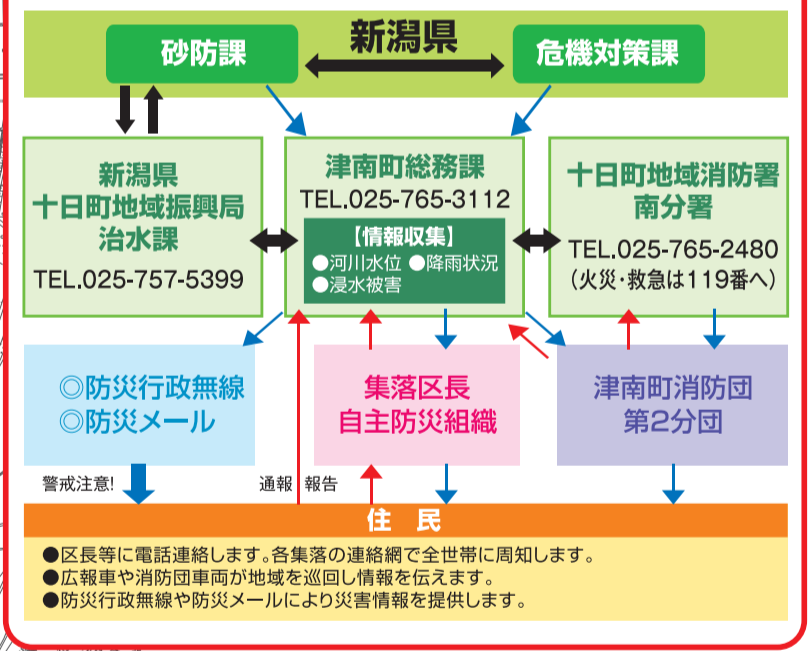 新潟県
砂防課
危機対策課
新潟県
十日町地域振興局
治水課
TEL.025-757-5399
津南町総務課
TEL.025-765-3112
【情報収集】
●河川水位 ●降雨状況
●浸水被害
十日町地域消防署
南分署
TEL.025-765-2480
(火災・救急は119番へ)
◎防災行政無線
◎防災メール
集落区長
自主防災組織
津南町消防団
第2分団
警戒注意!
通報 報告
住 民
●区長等に電話連絡します。各集落の連絡網で全世帯に周知します。
●広報車や消防団車両が地域を巡回し情報を伝えます。
●防災行政無線や防災メールにより災害情報を提供します。